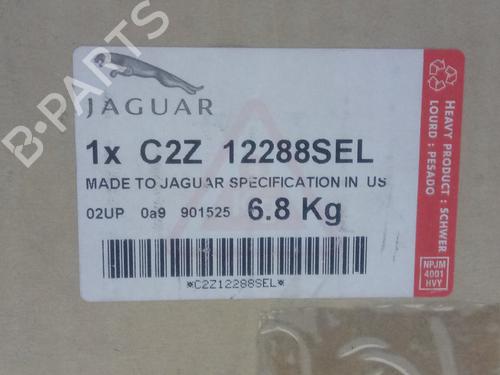 JAGUAR
1x C2Z 12288SEL
MADE TO JAGUAR SPECIFICATION IN US
02UP 0a9 901525 6.8 Kg
*C2Z12288SEL*
HEAVY PRODUCT : SCHWER
LOURD : PESADO
NPJM
4001
HVY
B-PARTS